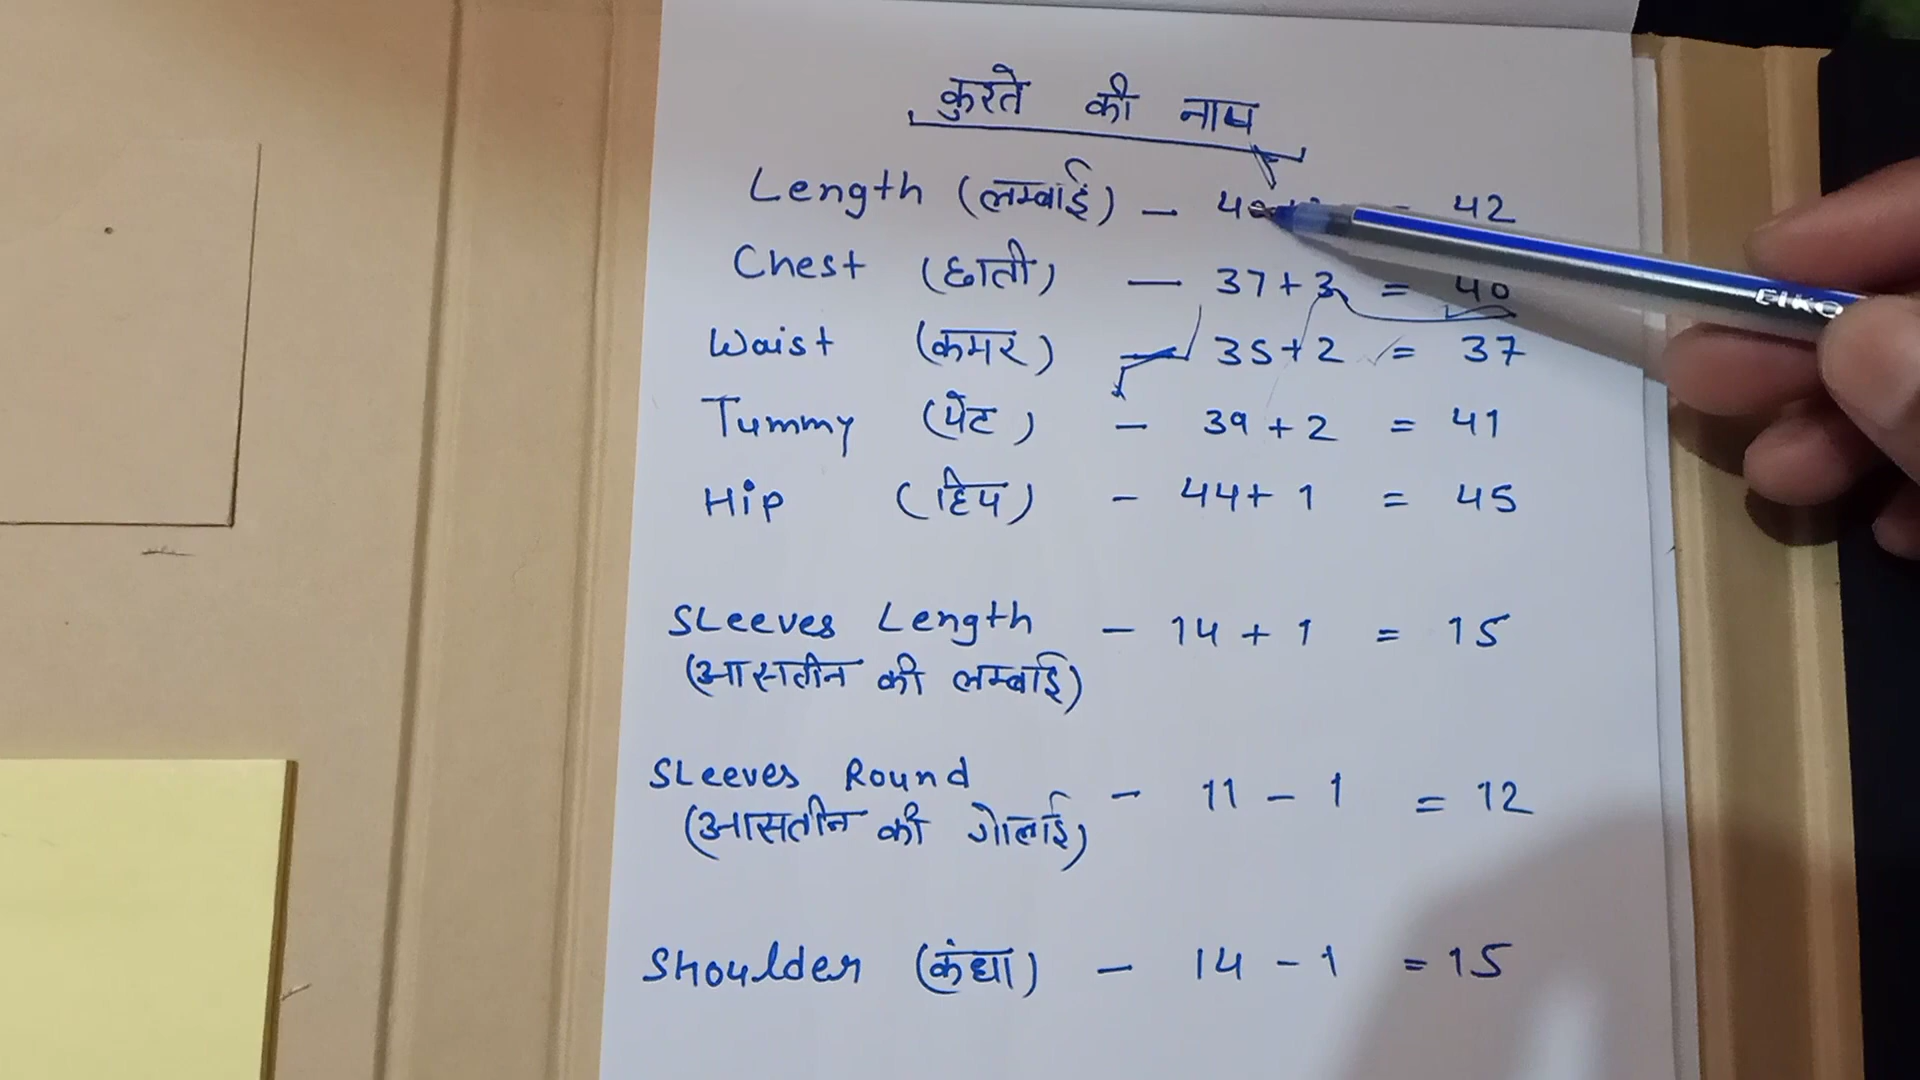 कुरते की नाप
Length (लम्बाई) - 40 = 42
Chest (छाती) - 37+3 = 40
Waist (कमर) - 35+2 = 37
Tummy (पेट) - 39+2 = 41
Hip (हिप) - 44+1 = 45
Sleeves Length - 14+1 = 15
(आसतीन की लम्बाई)
Sleeves Round - 11-1 = 12
(आसतीन की गोलाई)
Shoulder (कंधा) - 14-1 = 15
EIKO